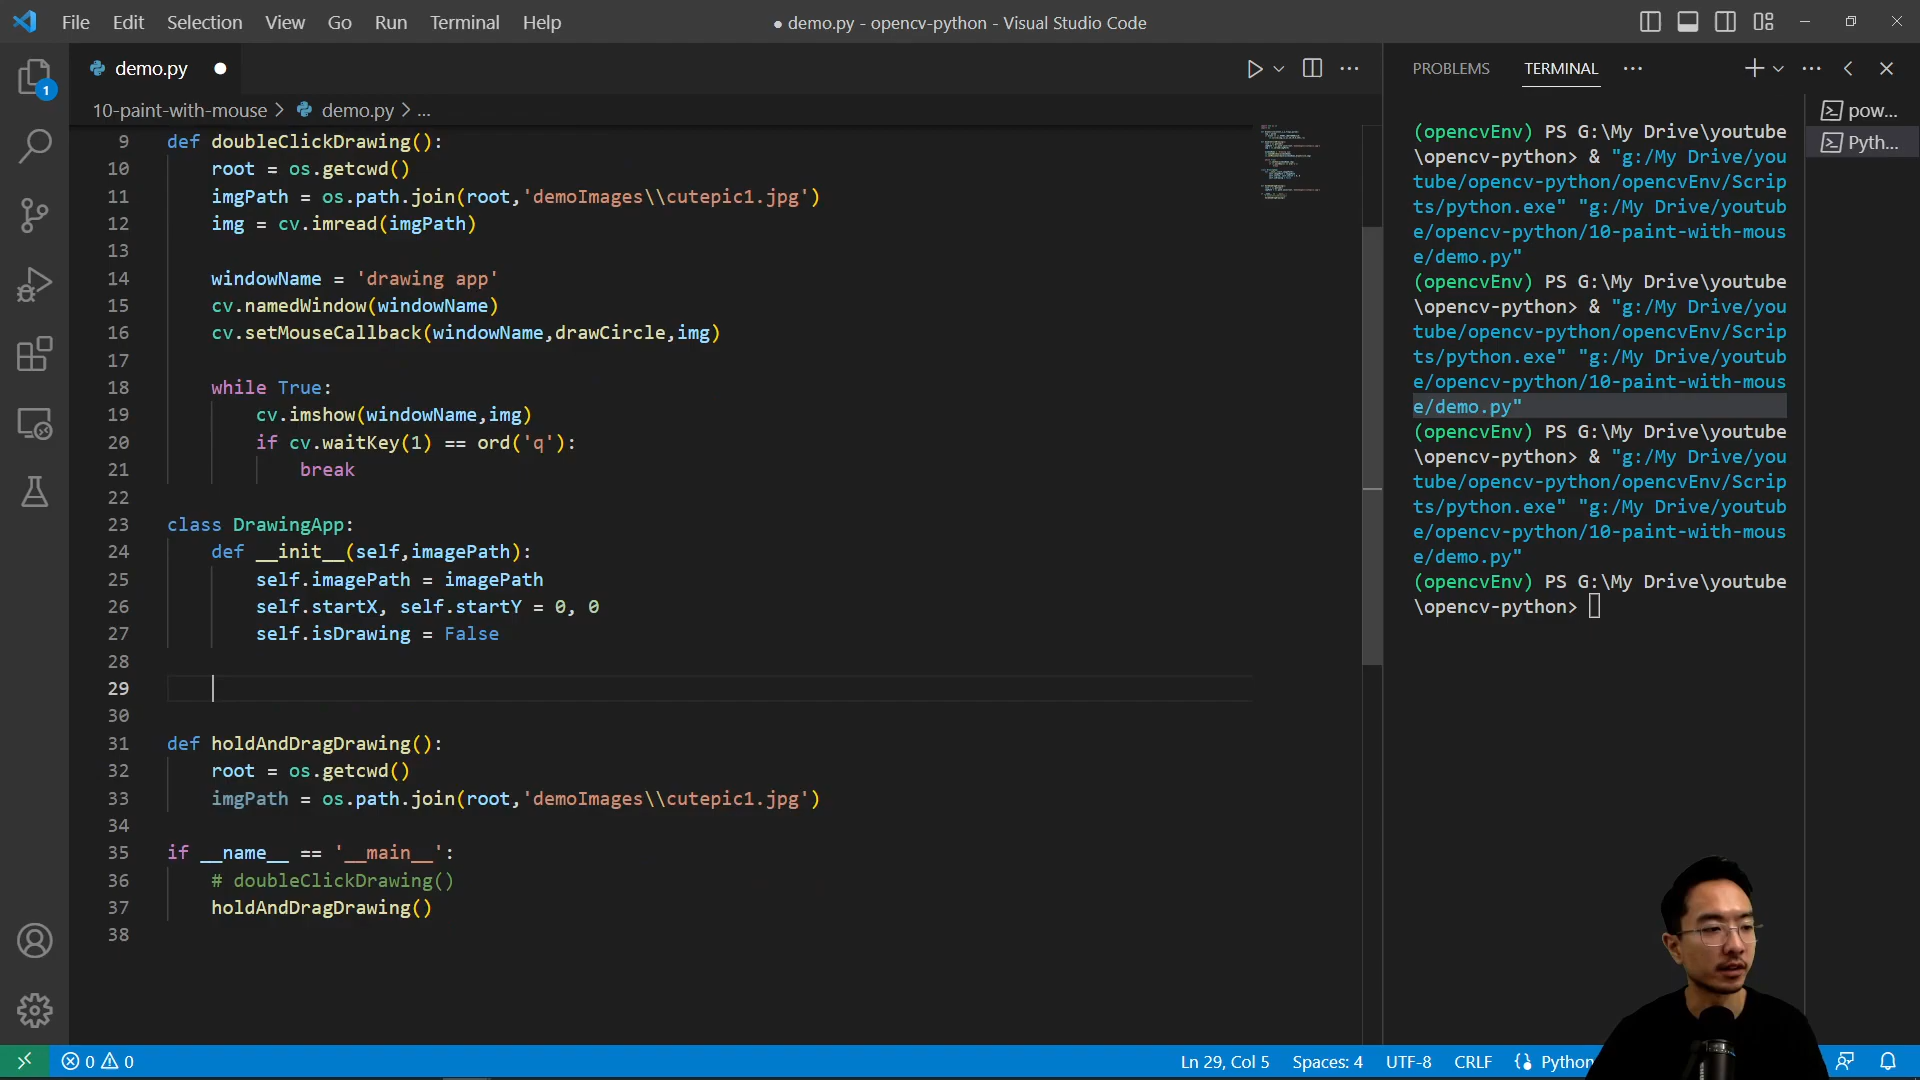 File Edit Selection View Go Run Terminal Help
● demo.py - opencv-python - Visual Studio Code
demo.py
10-paint-with-mouse > demo.py > ...
9 def doubleClickDrawing():
10 root = os.getcwd()
11 imgPath = os.path.join(root,'demoImages\\cutepic1.jpg')
12 img = cv.imread(imgPath)
13
14 windowName = 'drawing app'
15 cv.namedWindow(windowName)
16 cv.setMouseCallback(windowName,drawCircle,img)
17
18 while True:
19 cv.imshow(windowName,img)
20 if cv.waitKey(1) == ord('q'):
21 break
22
23 class DrawingApp:
24 def __init__(self,imagePath):
25 self.imagePath = imagePath
26 self.startX, self.startY = 0, 0
27 self.isDrawing = False
28
29
30
31 def holdAndDragDrawing():
32 root = os.getcwd()
33 imgPath = os.path.join(root,'demoImages\\cutepic1.jpg')
34
35 if __name__ == '__main__':
36 # doubleClickDrawing()
37 holdAndDragDrawing()
38
PROBLEMS TERMINAL
(opencvEnv) PS G:\My Drive\youtube
\opencv-python> & "g:/My Drive/you
tube/opencv-python/opencvEnv/Scrip
ts/python.exe" "g:/My Drive/youtub
e/opencv-python/10-paint-with-mous
e/demo.py"
(opencvEnv) PS G:\My Drive\youtube
\opencv-python> & "g:/My Drive/you
tube/opencv-python/opencvEnv/Scrip
ts/python.exe" "g:/My Drive/youtub
e/opencv-python/10-paint-with-mous
e/demo.py"
(opencvEnv) PS G:\My Drive\youtube
\opencv-python> & "g:/My Drive/you
tube/opencv-python/opencvEnv/Scrip
ts/python.exe" "g:/My Drive/youtub
e/opencv-python/10-paint-with-mous
e/demo.py"
(opencvEnv) PS G:\My Drive\youtube
\opencv-python>
pow...
Pyth...
1
0 0
Ln 29, Col 5 Spaces: 4 UTF-8 CRLF Python